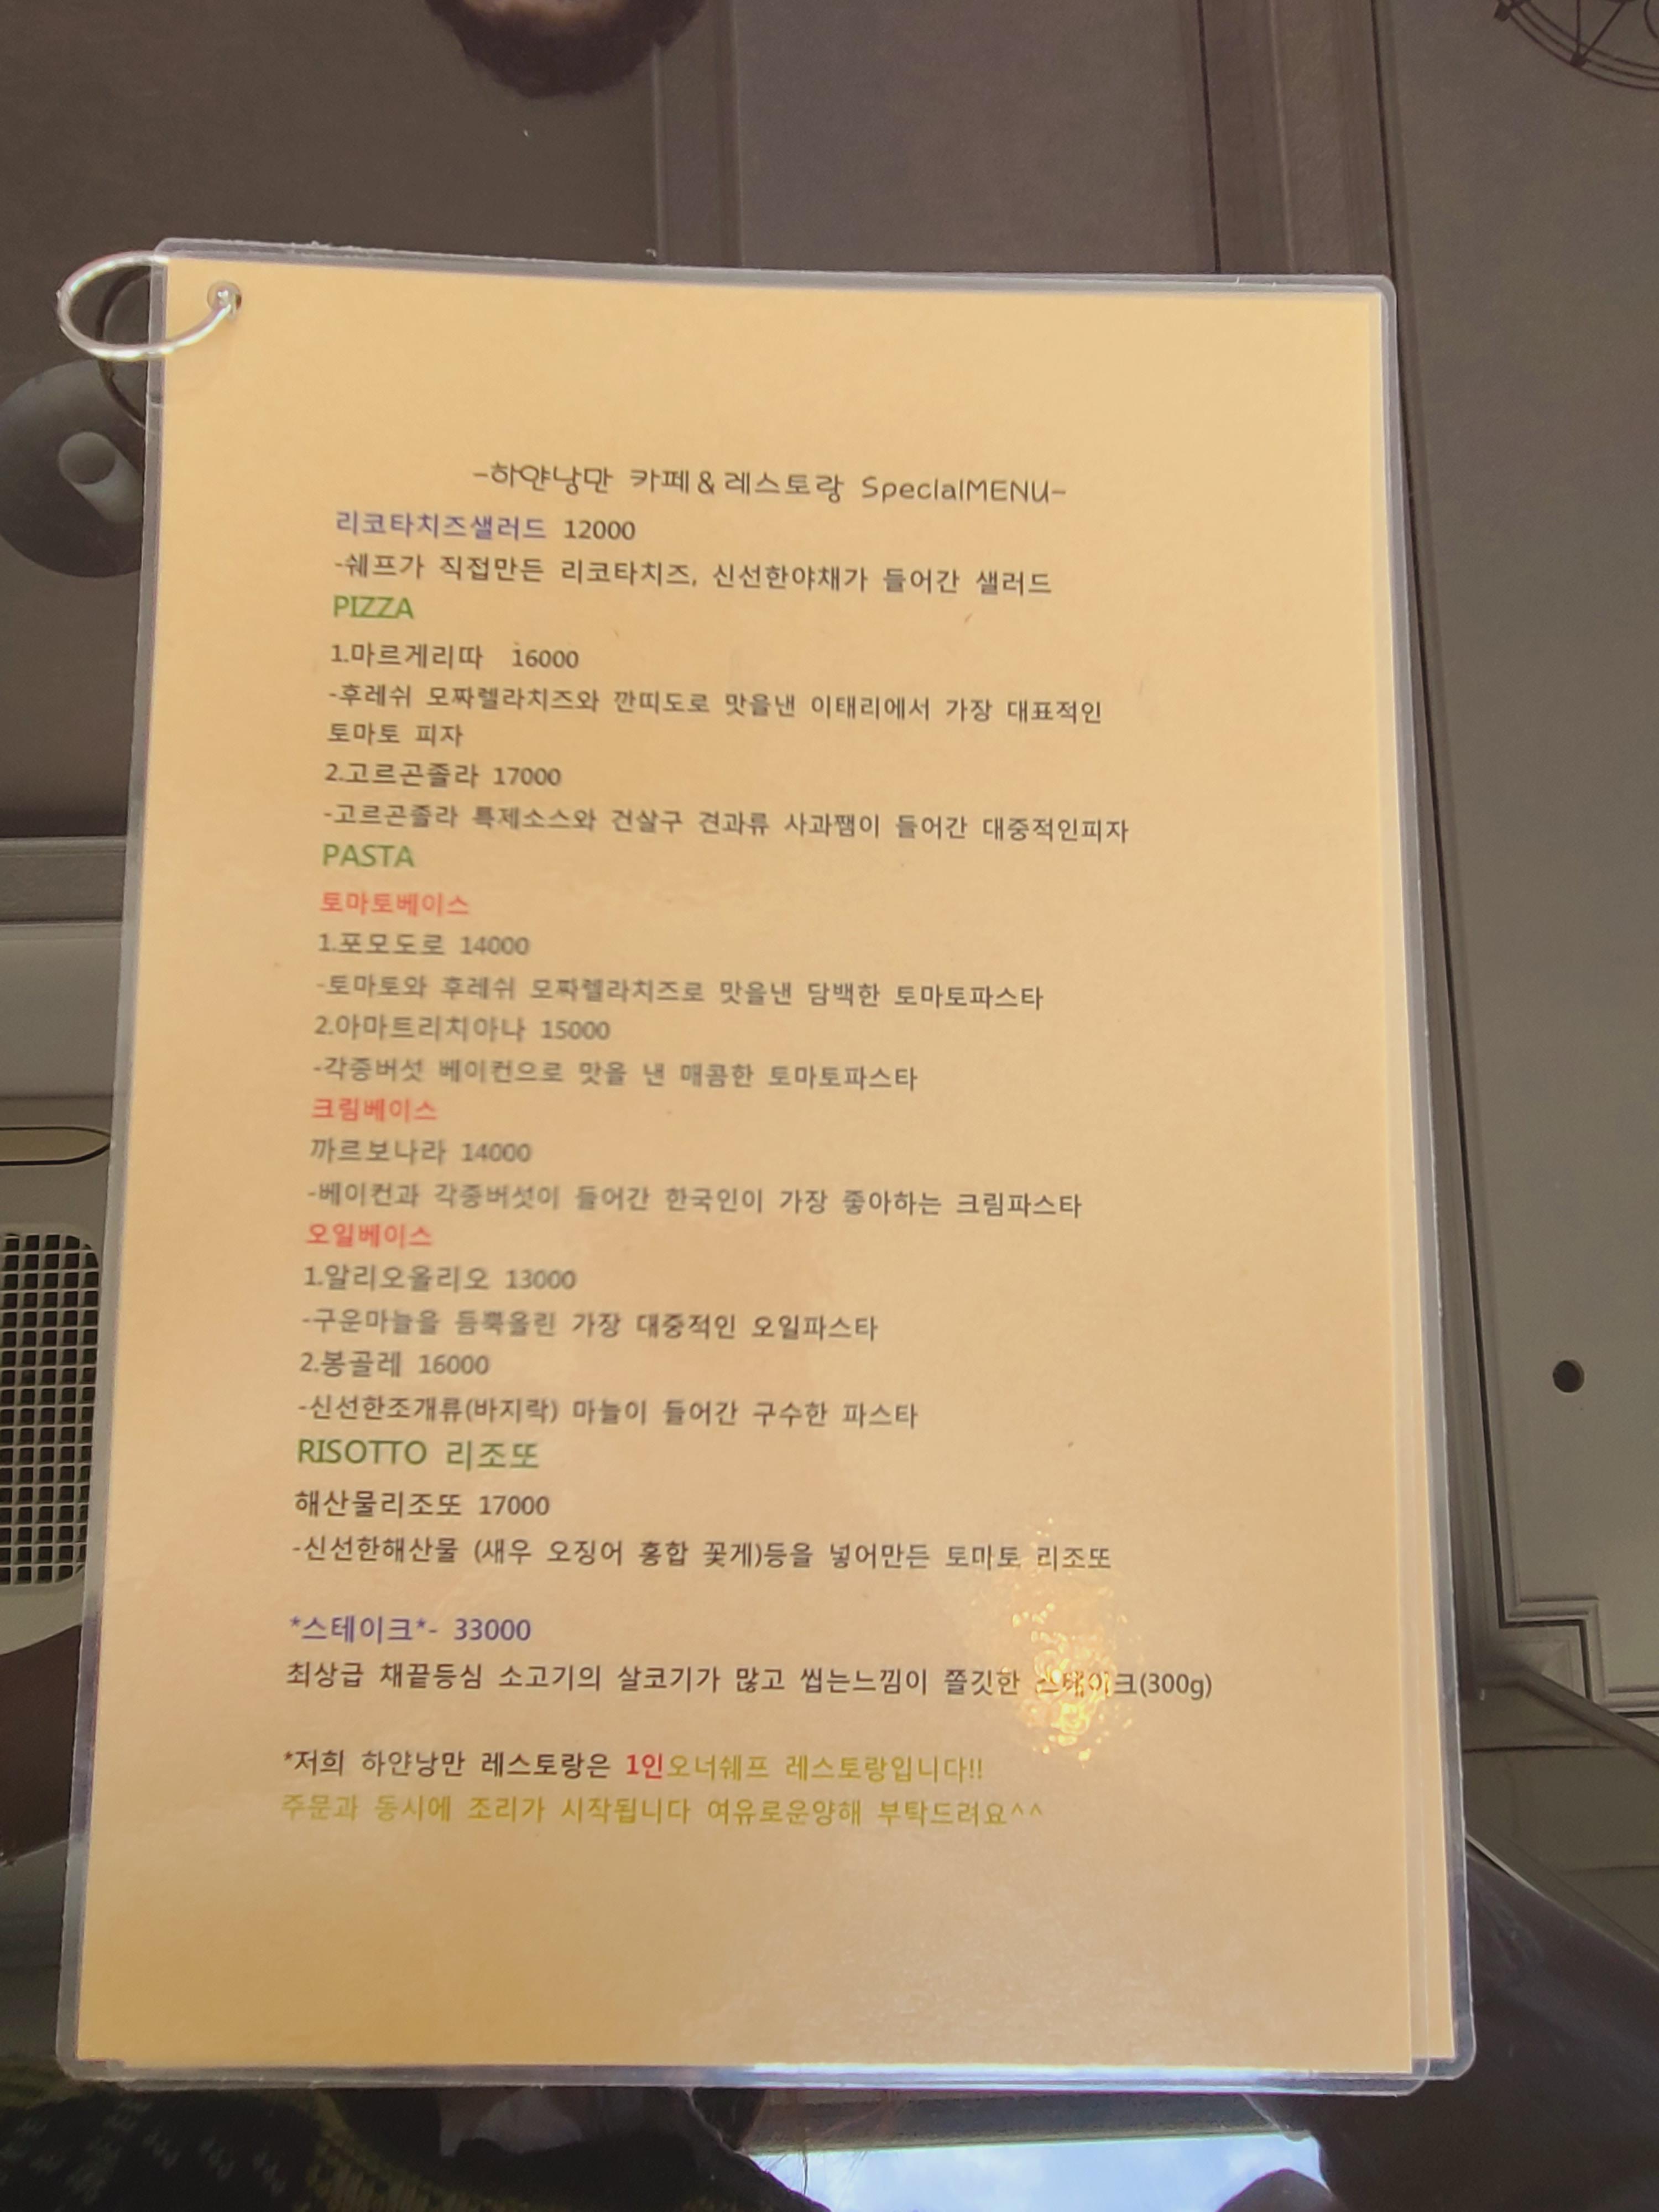 -하얀낭만 카페&레스토랑 SpecialMENU-
리코타치즈샐러드 12000
-쉐프가 직접만든 리코타치즈, 신선한야채가 들어간 샐러드
PIZZA
1.마르게리따 16000
-후레쉬 모짜렐라치즈와 깐띠도로 맛을낸 이태리에서 가장 대표적인
토마토 피자
2.고르곤졸라 17000
-고르곤졸라 특제소스와 건살구 견과류 사과쨈이 들어간 대중적인피자
PASTA
토마토베이스
1.포모도로 14000
-토마토와 후레쉬 모짜렐라치즈로 맛을낸 담백한 토마토파스타
2.아마트리치아나 15000
-각종버섯 베이컨으로 맛을 낸 매콤한 토마토파스타
크림베이스
까르보나라 14000
-베이컨과 각종버섯이 들어간 한국인이 가장 좋아하는 크림파스타
오일베이스
1.알리오올리오 13000
-구운마늘을 듬뿍올린 가장 대중적인 오일파스타
2.봉골레 16000
-신선한조개류(바지락) 마늘이 들어간 구수한 파스타
RISOTTO 리조또
해산물리조또 17000
-신선한해산물 (새우 오징어 홍합 꽃게)등을 넣어만든 토마토 리조또
*스테이크*- 33000
최상급 채끝등심 소고기의 살코기가 많고 씹는느낌이 쫄깃한 스테이크(300g)
*저희 하얀낭만 레스토랑은 1인오너쉐프 레스토랑입니다!!
주문과 동시에 조리가 시작됩니다 여유로운양해 부탁드려요^^